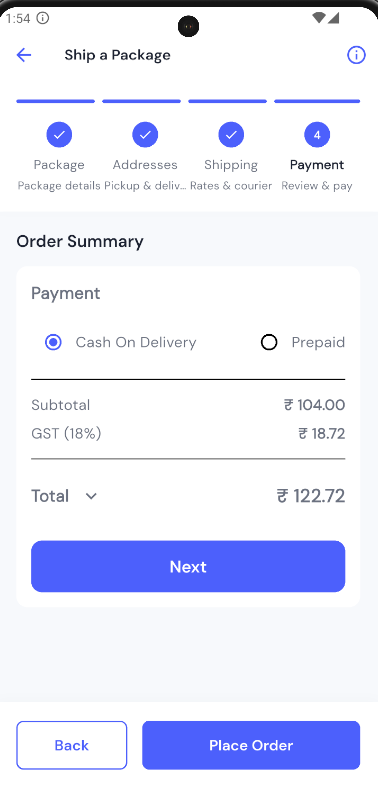 1:54
Ship a Package
4
Package Addresses Shipping Payment
Package details Pickup & deliv... Rates & courier Review & pay
Order Summary
Payment
Cash On Delivery Prepaid
Subtotal ₹ 104.00
GST (18%) ₹ 18.72
Total ₹ 122.72
Next
Back Place Order